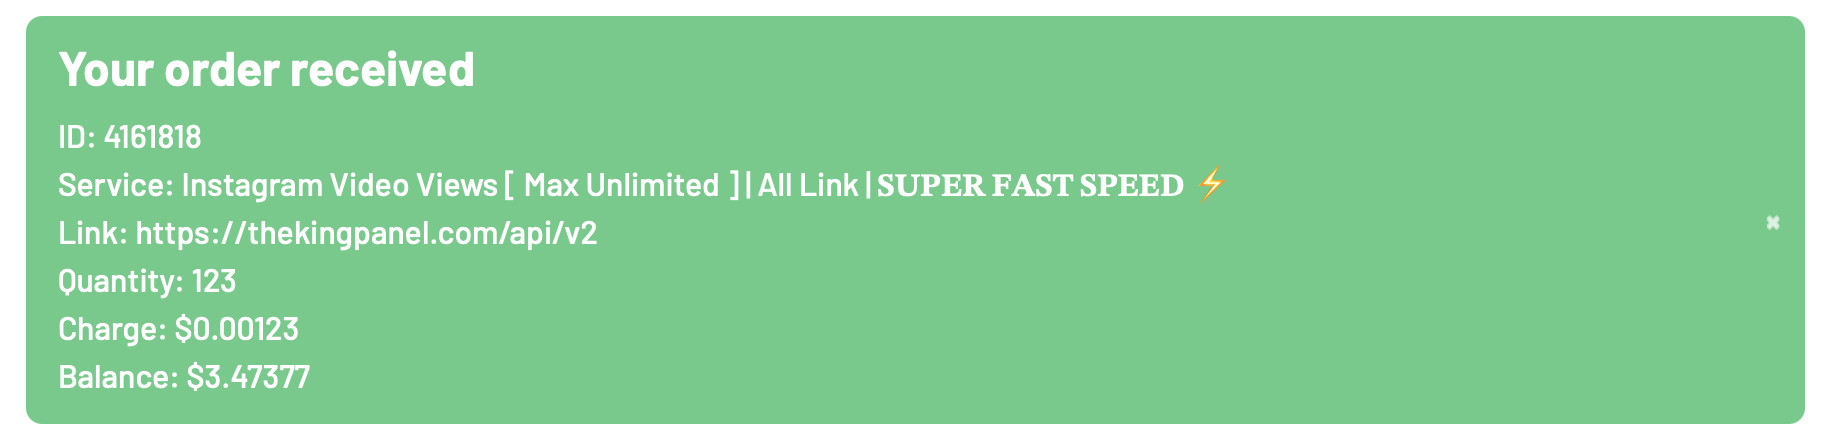 Your order received
ID: 4161818
Service: Instagram Video Views [ Max Unlimited ] | All Link | 𝐒𝐔𝐏𝐄𝐑 𝐅𝐀𝐒𝐓 𝐒𝐏𝐄𝐄𝐃 ⚡
Link: https://thekingpanel.com/api/v2
Quantity: 123
Charge: $0.00123
Balance: $3.47377